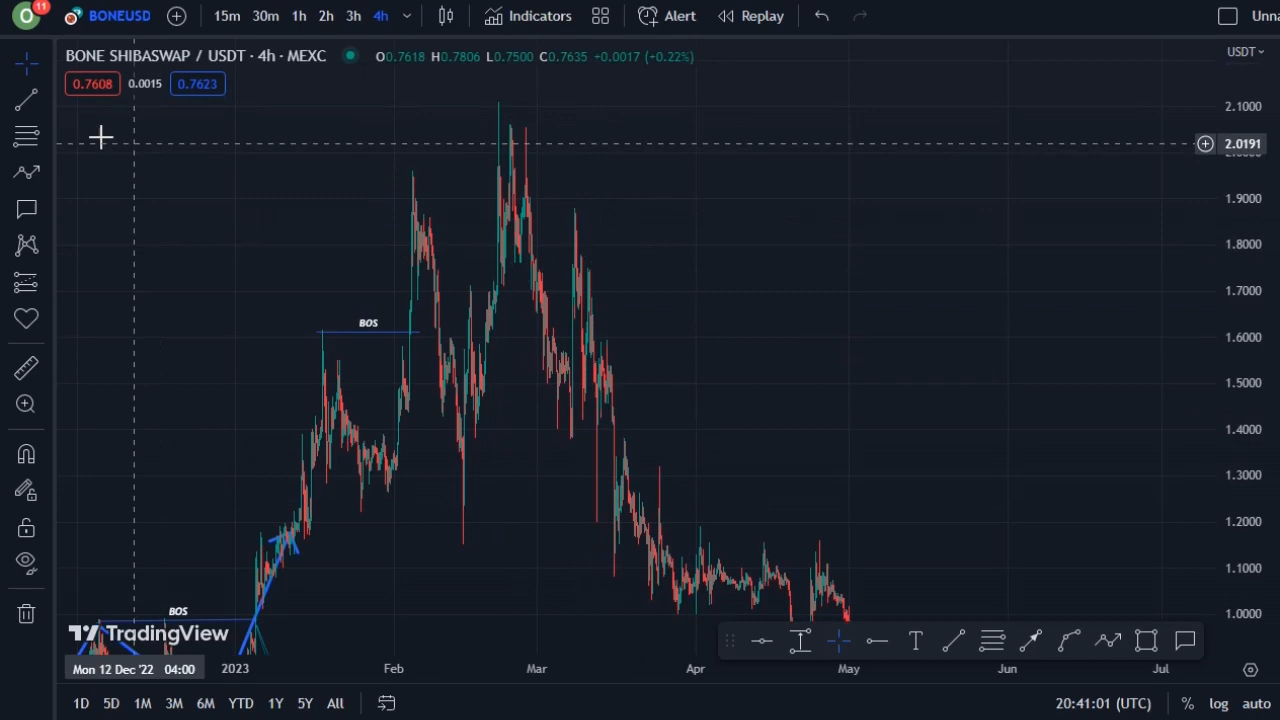 O 11 BONEUSD 15m 30m 1h 2h 3h 4h Indicators Alert Replay Unna
BONE SHIBASWAP / USDT · 4h · MEXC O0.7618 H0.7806 L0.7500 C0.7635 +0.0017 (+0.22%) USDT
0.7608 0.0015 0.7623
2.1000
2.0191
1.9000
1.8000
1.7000
BOS
1.6000
1.5000
1.4000
1.3000
1.2000
1.1000
BOS
1.0000
TradingView
T
Mon 12 Dec '22 04:00 2023 Feb Mar Apr May Jun Jul
1D 5D 1M 3M 6M YTD 1Y 5Y All 20:41:01 (UTC) % log auto